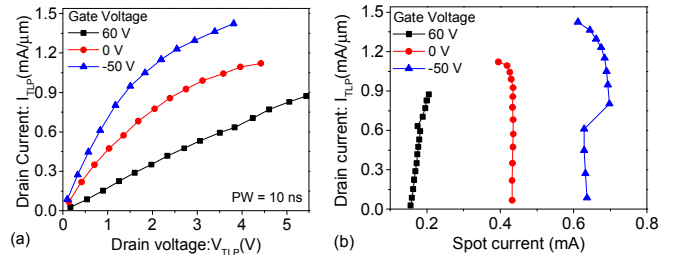 Drain Current: I_TLP(mA/μm)
1.5
1.2
0.9
0.6
0.3
0.0
Gate Voltage
60 V
0 V
-50 V
PW = 10 ns
0 1 2 3 4 5
(a)
Drain voltage:V_TLP(V)
Drain current: I_TLP(mA/μm)
1.5
1.2
0.9
0.6
0.3
0.0
Gate Voltage
60 V
0 V
-50 V
0.0 0.2 0.4 0.6 0.8
(b)
Spot current (mA)